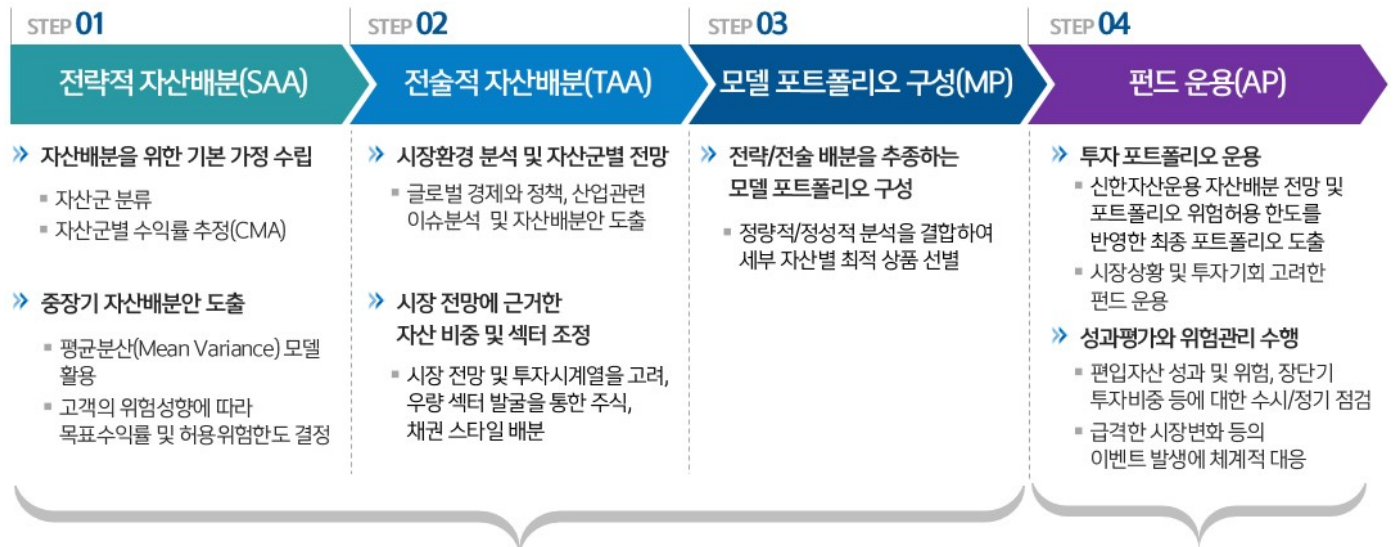 STEP 01
전략적 자산배분(SAA)
» 자산배분을 위한 기본 가정 수립
▪ 자산군 분류
▪ 자산군별 수익률 추정(CMA)
» 중장기 자산배분안 도출
▪ 평균분산(Mean Variance) 모델
활용
▪ 고객의 위험성향에 따라
목표수익률 및 허용위험한도 결정
STEP 02
전술적 자산배분(TAA)
» 시장환경 분석 및 자산군별 전망
▪ 글로벌 경제와 정책, 산업관련
이슈분석 및 자산배분안 도출
» 시장 전망에 근거한
자산 비중 및 섹터 조정
▪ 시장 전망 및 투자시계열을 고려,
우량 섹터 발굴을 통한 주식,
채권 스타일 배분
STEP 03
모델 포트폴리오 구성(MP)
» 전략/전술 배분을 추종하는
모델 포트폴리오 구성
▪ 정량적/정성적 분석을 결합하여
세부 자산별 최적 상품 선별
STEP 04
펀드 운용(AP)
» 투자 포트폴리오 운용
▪ 신한자산운용 자산배분 전망 및
포트폴리오 위험허용 한도를
반영한 최종 포트폴리오 도출
▪ 시장상황 및 투자기회 고려한
펀드 운용
» 성과평가와 위험관리 수행
▪ 편입자산 성과 및 위험, 장단기
투자비중 등에 대한 수시/정기 점검
▪ 급격한 시장변화 등의
이벤트 발생에 체계적 대응